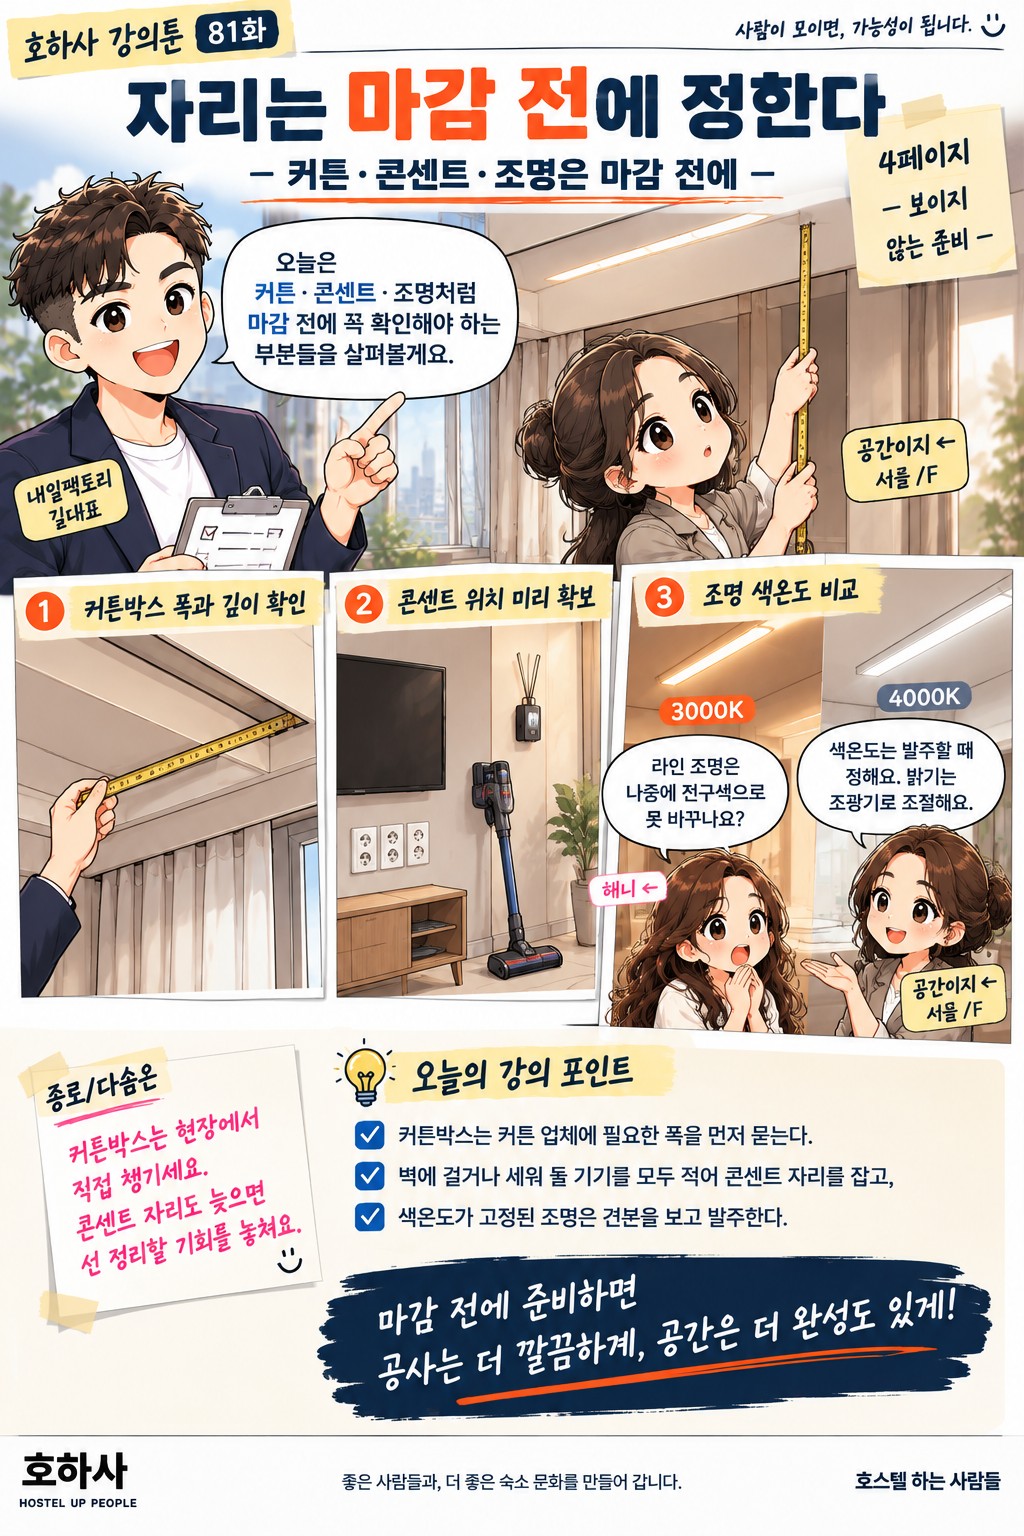 호하사 강의툰 81화
사람이 모이면, 가능성이 됩니다.
자리는 마감 전에 정한다
– 커튼 · 콘센트 · 조명은 마감 전에 –
4페이지
– 보이지
않는 준비 –
오늘은
커튼 · 콘센트 · 조명처럼
마감 전에 꼭 확인해야 하는
부분들을 살펴볼게요.
내일팩토리
길대표
공간이지 ←
서를 /F
1 커튼박스 폭과 깊이 확인
2 콘센트 위치 미리 확보
3 조명 색온도 비교
3000K
4000K
라인 조명은
나중에 전구색으로
못 바꾸나요?
색온도는 발주할 때
정해요. 밝기는
조광기로 조절해요.
해니 ←
공간이지 ←
서믈 /F
종로/다솜온
커튼박스는 현장에서
직접 챙기세요.
콘센트 자리도 늦으면
선 정리할 기회를 놓쳐요.
오늘의 강의 포인트
커튼박스는 커튼 업체에 필요한 폭을 먼저 묻는다.
벽에 걸거나 세워 둘 기기를 모두 적어 콘센트 자리를 잡고,
색온도가 고정된 조명은 견본을 보고 발주한다.
마감 전에 준비하면
공사는 더 깔끔하계, 공간은 더 완성도 있게!
호하사
HOSTEL UP PEOPLE
좋은 사람들과, 더 좋은 숙소 문화를 만들어 갑니다.
호스텔 하는 사람들